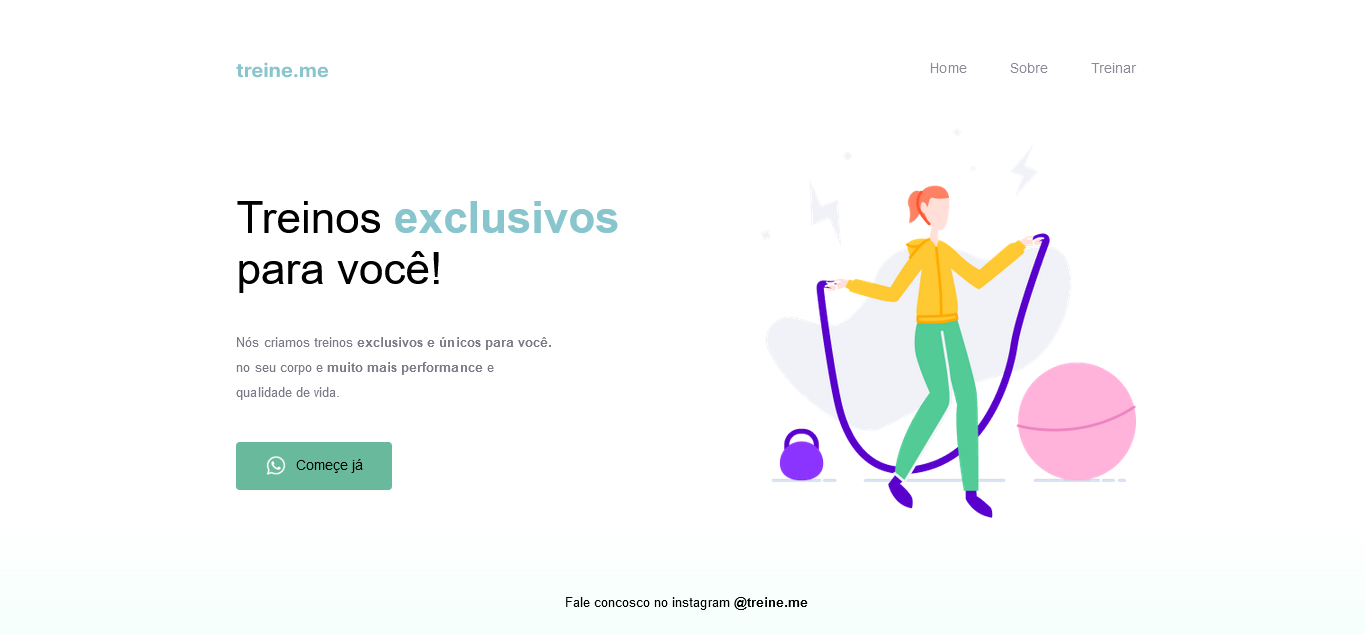 treine.me
Home Sobre Treinar
Treinos exclusivos
para você!
Nós criamos treinos exclusivos e únicos para você.
no seu corpo e muito mais performance e
qualidade de vida.
Começe já
Fale concosco no instagram @treine.me